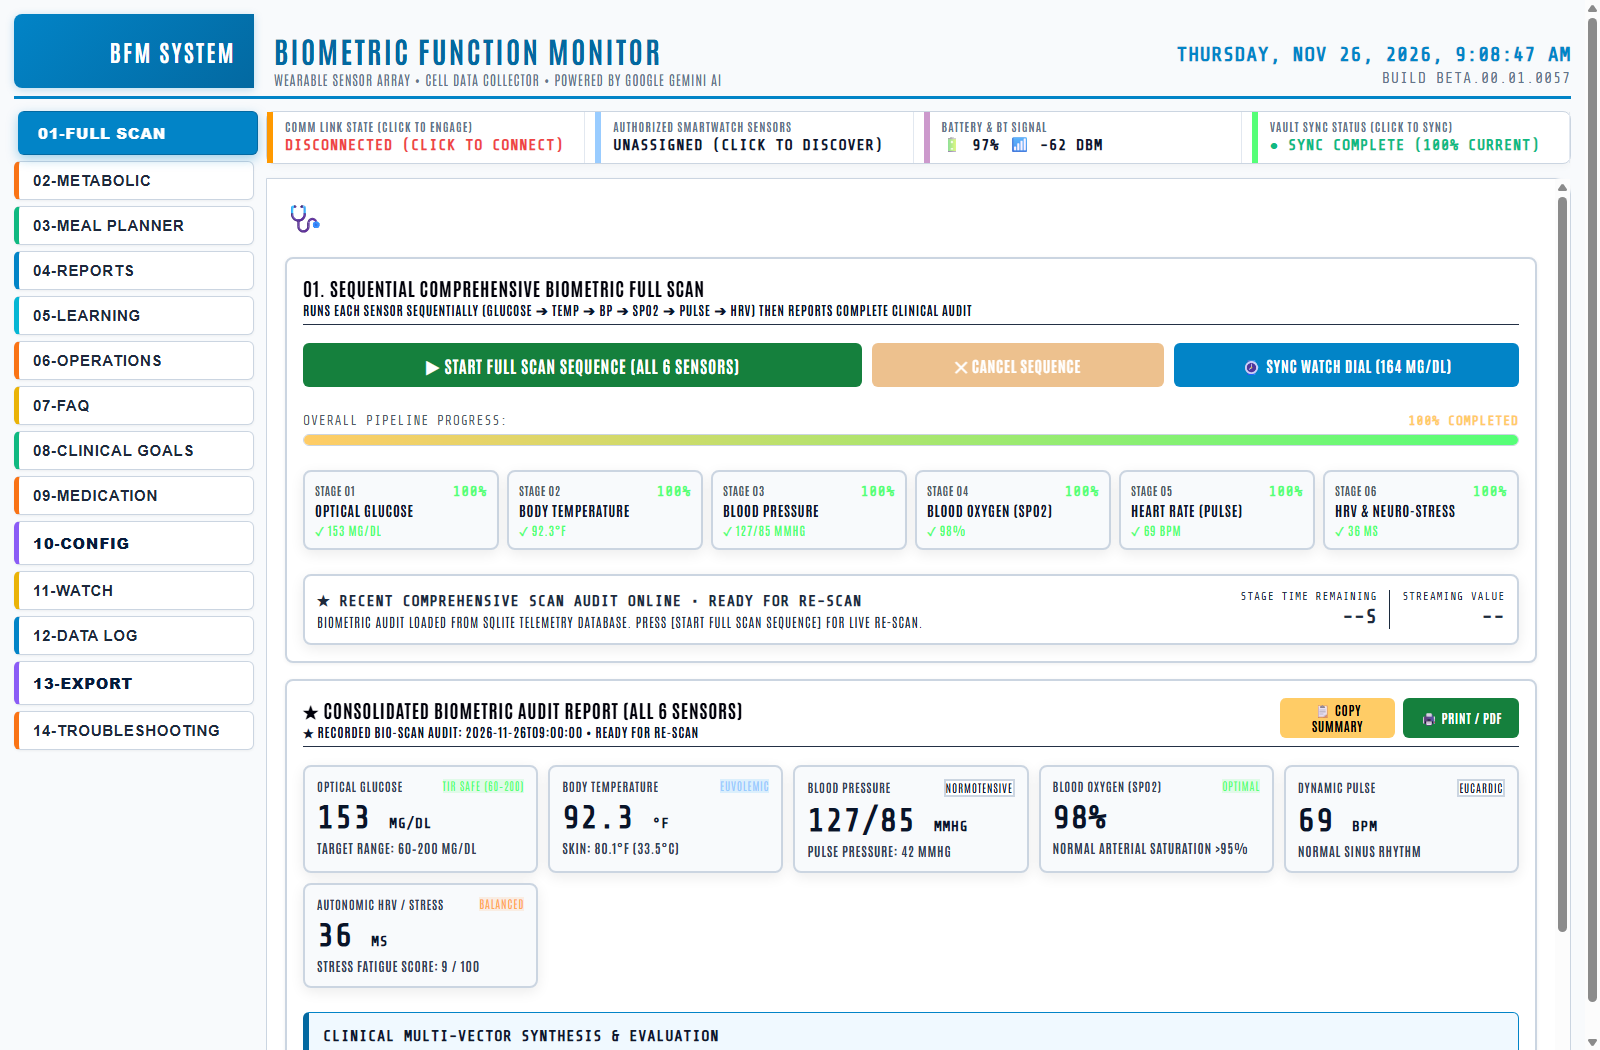 BFM SYSTEM
BIOMETRIC FUNCTION MONITOR
WEARABLE SENSOR ARRAY • CELL DATA COLLECTOR • POWERED BY GOOGLE GEMINI AI
THURSDAY, NOV 26, 2026, 9:08:47 AM
BUILD BETA.00.01.0057
01-FULL SCAN
02-METABOLIC
03-MEAL PLANNER
04-REPORTS
05-LEARNING
06-OPERATIONS
07-FAQ
08-CLINICAL GOALS
09-MEDICATION
10-CONFIG
11-WATCH
12-DATA LOG
13-EXPORT
14-TROUBLESHOOTING
COMM LINK STATE (CLICK TO ENGAGE)
DISCONNECTED (CLICK TO CONNECT)
AUTHORIZED SMARTWATCH SENSORS
UNASSIGNED (CLICK TO DISCOVER)
BATTERY & BT SIGNAL
🔋 97% 📶 -62 DBM
VAULT SYNC STATUS (CLICK TO SYNC)
● SYNC COMPLETE (100% CURRENT)
01. SEQUENTIAL COMPREHENSIVE BIOMETRIC FULL SCAN
RUNS EACH SENSOR SEQUENTIALLY (GLUCOSE ➔ TEMP ➔ BP ➔ SPO2 ➔ PULSE ➔ HRV) THEN REPORTS COMPLETE CLINICAL AUDIT
▶ START FULL SCAN SEQUENCE (ALL 6 SENSORS)
✕ CANCEL SEQUENCE
SYNC WATCH DIAL (164 MG/DL)
OVERALL PIPELINE PROGRESS:
100% COMPLETED
STAGE 01 100%
OPTICAL GLUCOSE
✓ 153 MG/DL
STAGE 02 100%
BODY TEMPERATURE
✓ 92.3°F
STAGE 03 100%
BLOOD PRESSURE
✓ 127/85 MMHG
STAGE 04 100%
BLOOD OXYGEN (SPO2)
✓ 98%
STAGE 05 100%
HEART RATE (PULSE)
✓ 69 BPM
STAGE 06 100%
HRV & NEURO-STRESS
✓ 36 MS
★ RECENT COMPREHENSIVE SCAN AUDIT ONLINE · READY FOR RE-SCAN
BIOMETRIC AUDIT LOADED FROM SQLITE TELEMETRY DATABASE. PRESS [START FULL SCAN SEQUENCE] FOR LIVE RE-SCAN.
STAGE TIME REMAINING
--S
STREAMING VALUE
--
★ CONSOLIDATED BIOMETRIC AUDIT REPORT (ALL 6 SENSORS)
★ RECORDED BIO-SCAN AUDIT: 2026-11-26T09:00:00 • READY FOR RE-SCAN
📋 COPY
SUMMARY
🖨 PRINT / PDF
OPTICAL GLUCOSE TIR SAFE (60-200)
153 MG/DL
TARGET RANGE: 60-200 MG/DL
BODY TEMPERATURE EUVOLEMIC
92.3 °F
SKIN: 80.1°F (33.5°C)
BLOOD PRESSURE NORMOTENSIVE
127/85 MMHG
PULSE PRESSURE: 42 MMHG
BLOOD OXYGEN (SPO2) OPTIMAL
98%
NORMAL ARTERIAL SATURATION >95%
DYNAMIC PULSE EUCARDIC
69 BPM
NORMAL SINUS RHYTHM
AUTONOMIC HRV / STRESS BALANCED
36 MS
STRESS FATIGUE SCORE: 9 / 100
CLINICAL MULTI-VECTOR SYNTHESIS & EVALUATION